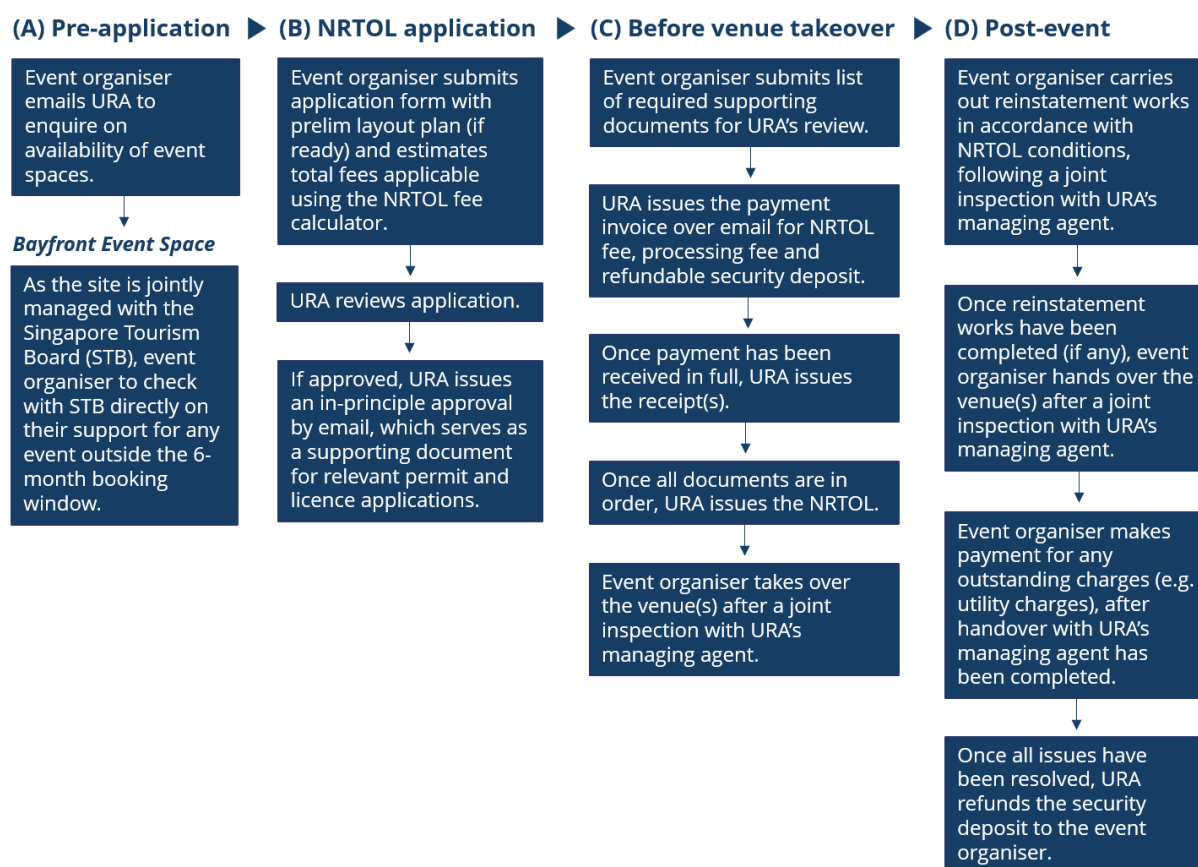 (A) Pre-application
Event organiser
emails URA to
enquire on
availability of event
spaces.
Bayfront Event Space
As the site is jointly
managed with the
Singapore Tourism
Board (STB), event
organiser to check
with STB directly on
their support for any
event outside the 6-
month booking
window.
(B) NRTOL application
Event organiser submits
application form with
prelim layout plan (if
ready) and estimates
total fees applicable
using the NRTOL fee
calculator.
URA reviews application.
If approved, URA issues
an in-principle approval
by email, which serves as
a supporting document
for relevant permit and
licence applications.
(C) Before venue takeover
Event organiser submits list
of required supporting
documents for URA’s review.
URA issues the payment
invoice over email for NRTOL
fee, processing fee and
refundable security deposit.
Once payment has been
received in full, URA issues
the receipt(s).
Once all documents are in
order, URA issues the NRTOL.
Event organiser takes over
the venue(s) after a joint
inspection with URA’s
managing agent.
(D) Post-event
Event organiser carries
out reinstatement works
in accordance with
NRTOL conditions,
following a joint
inspection with URA’s
managing agent.
Once reinstatement
works have been
completed (if any), event
organiser hands over the
venue(s) after a joint
inspection with URA’s
managing agent.
Event organiser makes
payment for any
outstanding charges (e.g.
utility charges), after
handover with URA’s
managing agent has
been completed.
Once all issues have
been resolved, URA
refunds the security
deposit to the event
organiser.